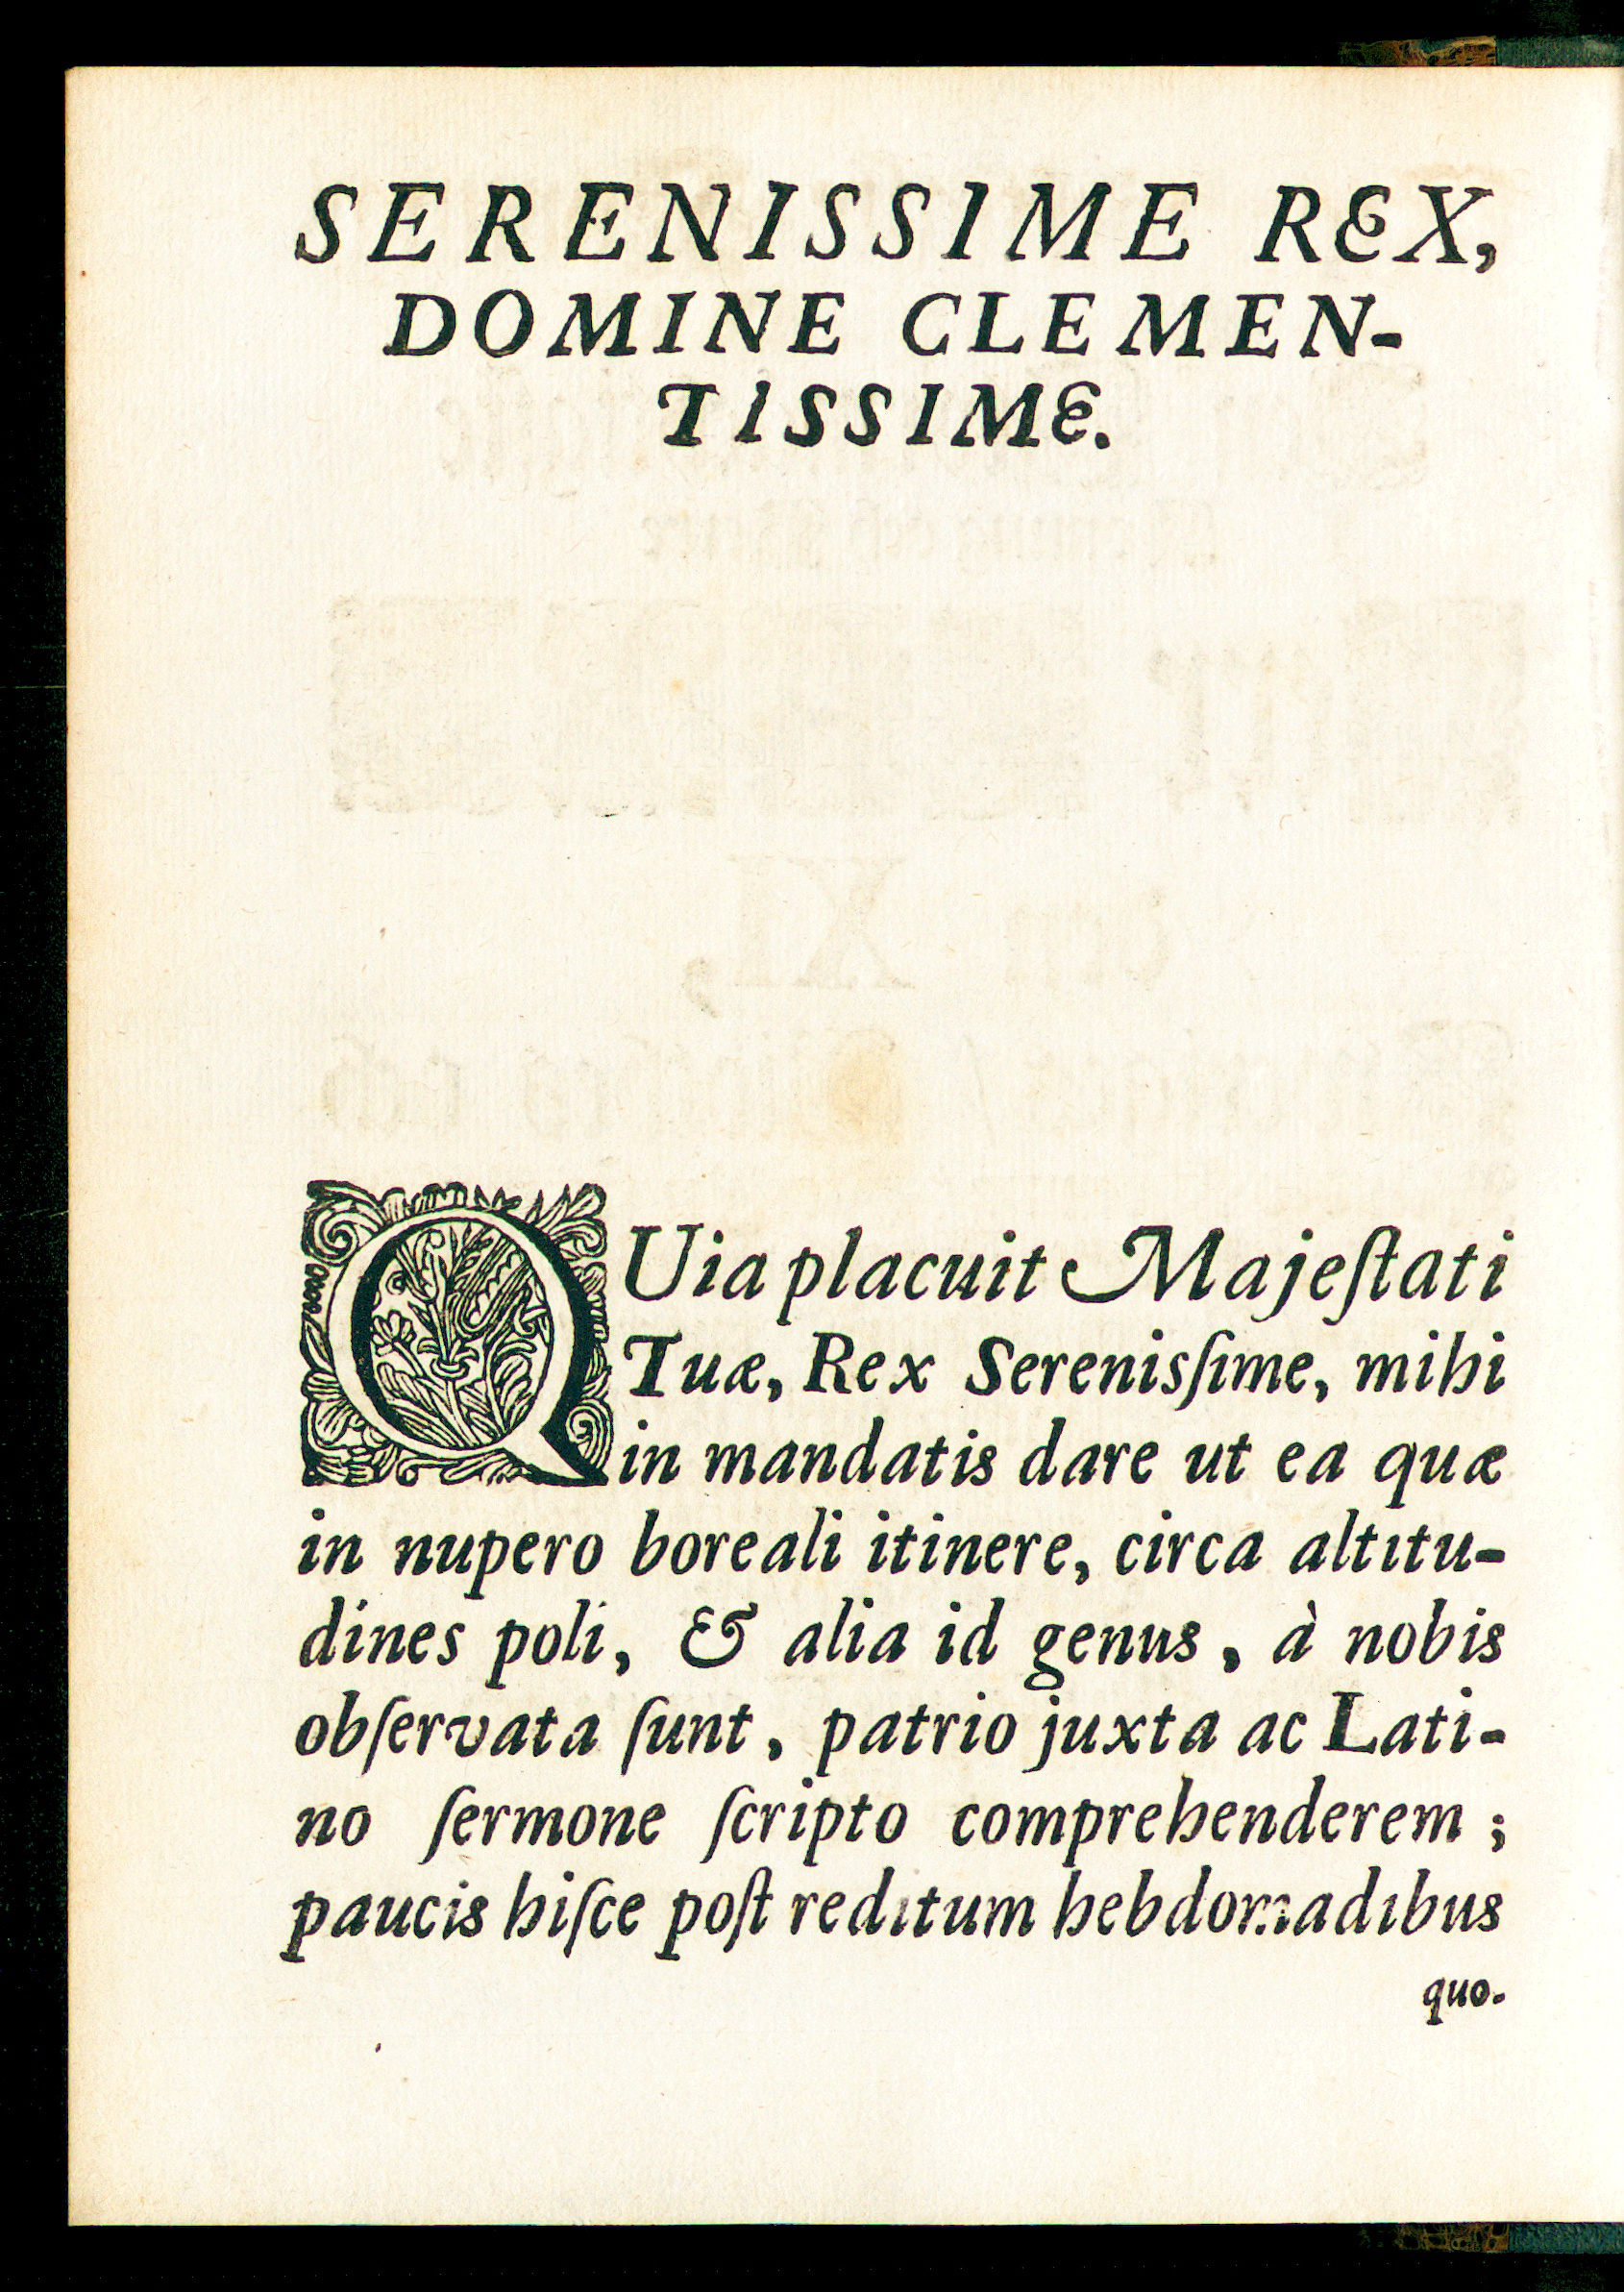 SERENISSIME REX,
DOMINE CLEMEN-
TISSIME.
QUia placuit Majeſtati
Tuæ, Rex Serenisſime, mihi
in mandatis dare ut ea quæ
in nupero boreali itinere, circa altitu-
dines poli, & alia id genus, à nobis
obſervata ſunt, patrio juxta ac Lati-
no ſermone ſcripto comprehenderem;
paucis hiſce poſt reditum hebdomadibus
quo-